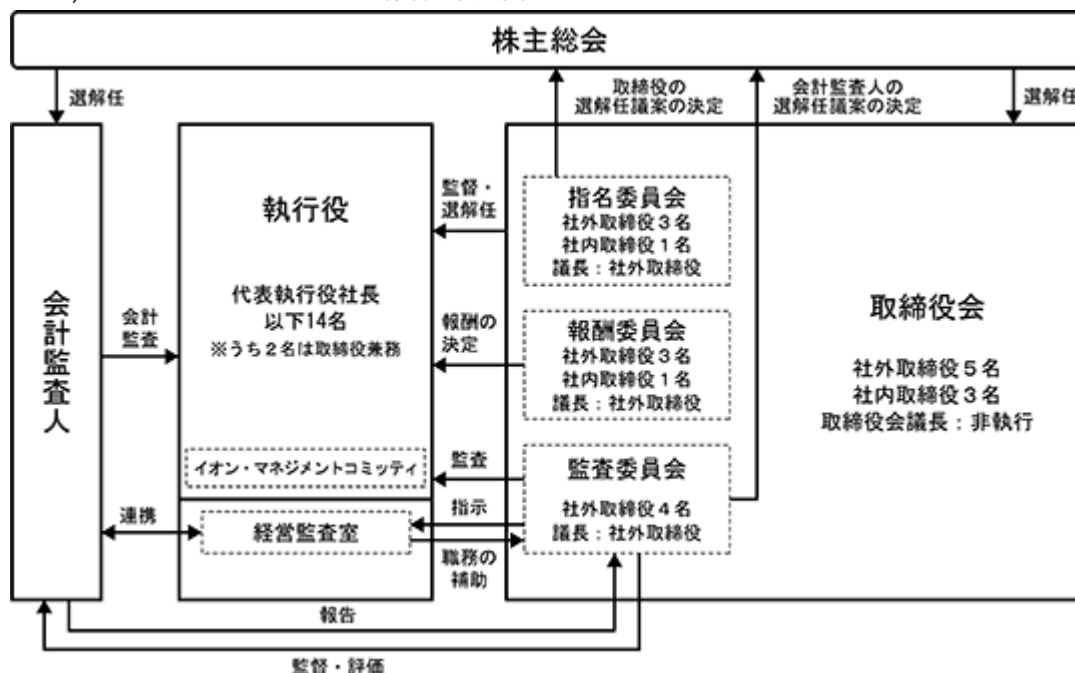 株主総会
選解任
取締役の
選解任議案の決定
会計監査人の
選解任議案の決定
選解任
会計監査人
会計
監査
執行役
代表執行役社長
以下14名
※うち2名は取締役兼務
イオン・マネジメントコミッティ
経営監査室
連携
監督・
選解任
報酬の
決定
監査
指示
職務の
補助
指名委員会
社外取締役3名
社内取締役1名
議長：社外取締役
報酬委員会
社外取締役3名
社内取締役1名
議長：社外取締役
監査委員会
社外取締役4名
議長：社外取締役
取締役会
社外取締役5名
社内取締役3名
取締役会議長：非執行
報告
監督・評価